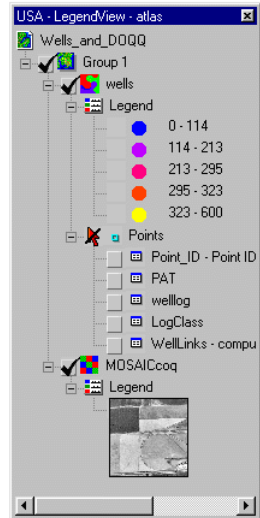 USA - LegendView - atlas
Wells_and_DOQQ
Group 1
wells
Legend
0 - 114
114 - 213
213 - 295
295 - 323
323 - 600
Points
Point_ID - Point ID
PAT
welllog
LogClass
WellLinks - compu
MOSAICcoq
Legend